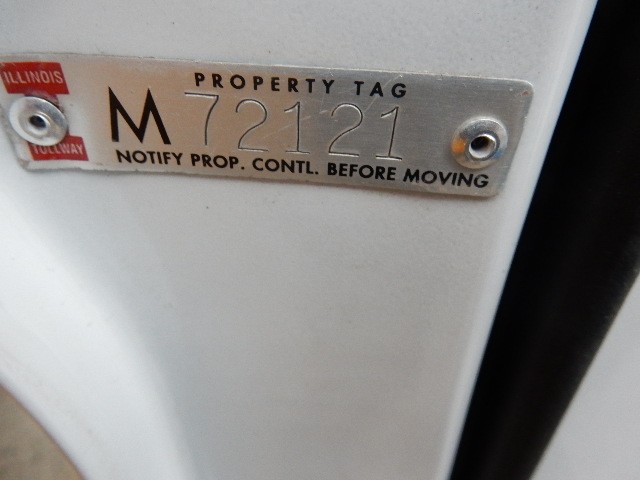 ILLINOIS
TOLLWAY
PROPERTY TAG
M 72121
NOTIFY PROP. CONTL. BEFORE MOVING